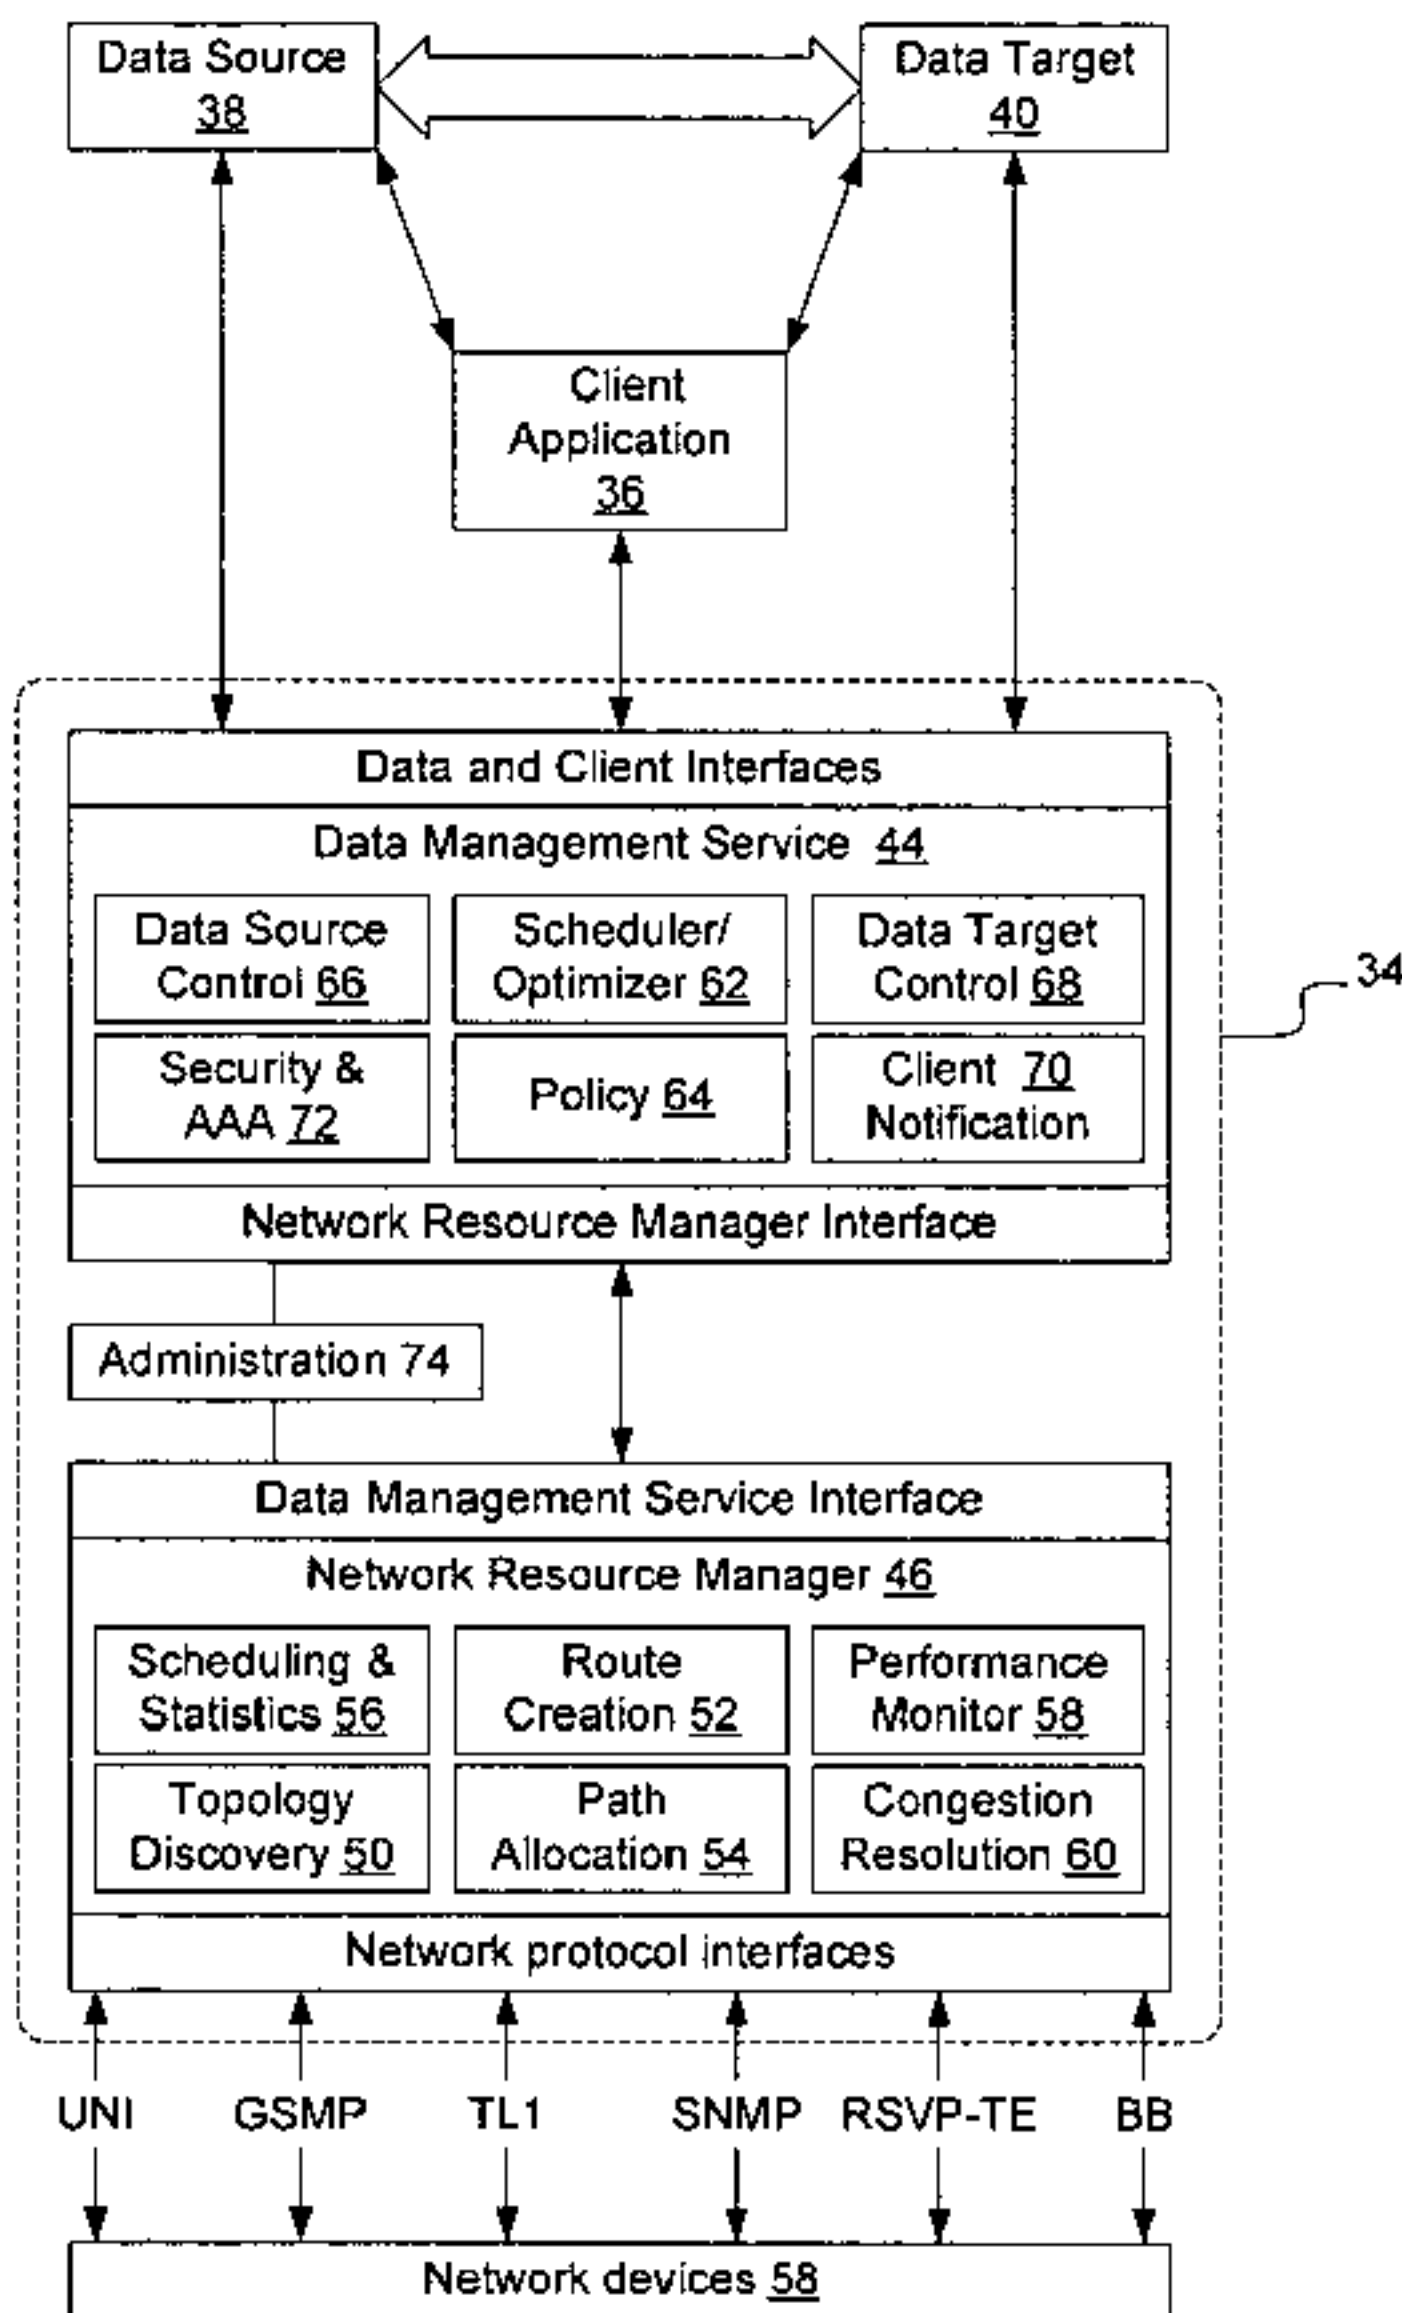 Data Source
38
Data Target
40
Client
Application
36
Data and Client Interfaces
Data Management Service 44
Data Source
Control 66
Scheduler/
Optimizer 62
Data Target
Control 68
34
Security &
AAA 72
Policy 64
Client 70
Notification
Network Resource Manager Interface
Administration 74
Data Management Service Interface
Network Resource Manager 46
Scheduling &
Statistics 56
Route
Creation 52
Performance
Monitor 58
Topology
Discovery 50
Path
Allocation 54
Congestion
Resolution 60
Network protocol interfaces
UNI GSMP TL1 SNMP RSVP-TE BB
Network devices 58